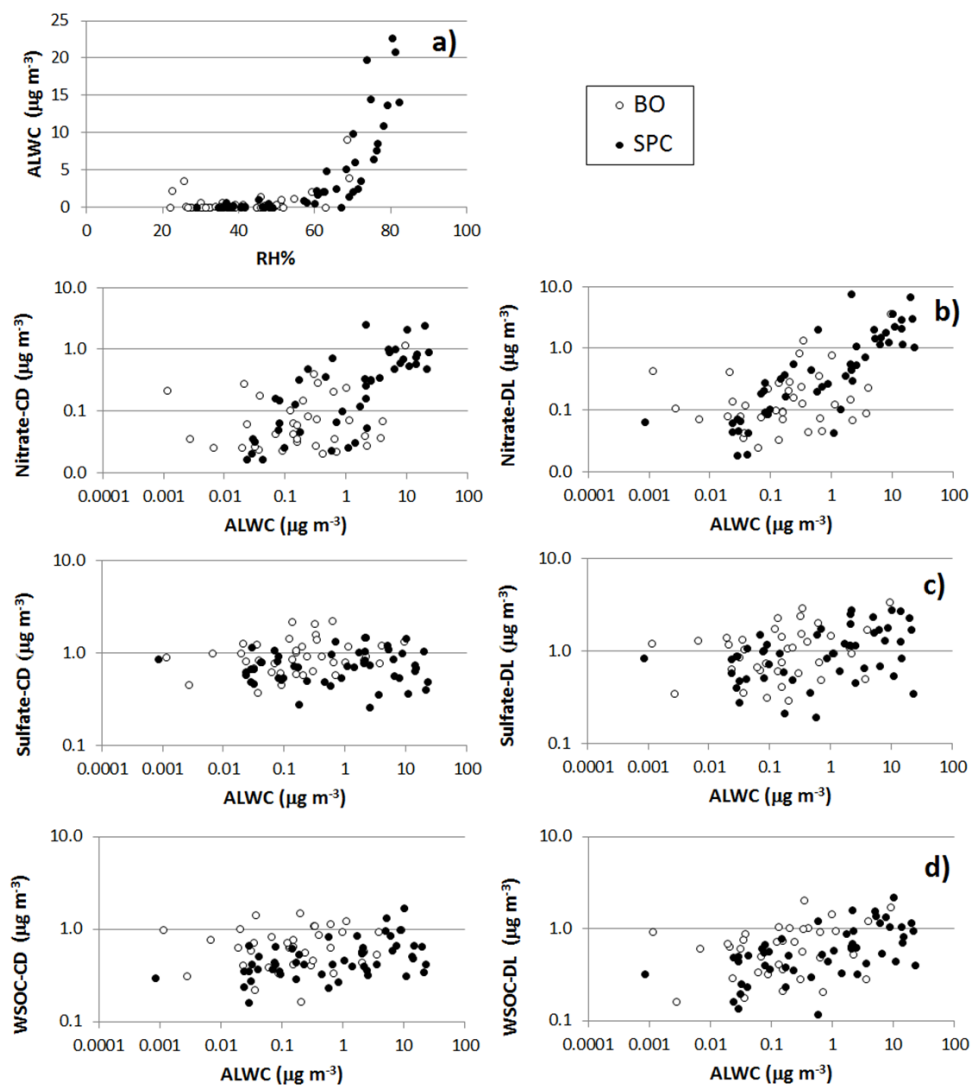 a)
ALWC (µg m-3)
25
20
15
10
5
0
0 20 40 60 80 100
RH%
BO
SPC
Nitrate-CD (µg m-3)
10.0
1.0
0.1
0.0
0.0001 0.001 0.01 0.1 1 10 100
ALWC (µg m-3)
b)
Nitrate-DL (µg m-3)
10.0
1.0
0.1
0.0
0.0001 0.001 0.01 0.1 1 10 100
ALWC (µg m-3)
Sulfate-CD (µg m-3)
10.0
1.0
0.1
0.0001 0.001 0.01 0.1 1 10 100
ALWC (µg m-3)
c)
Sulfate-DL (µg m-3)
10.0
1.0
0.1
0.0001 0.001 0.01 0.1 1 10 100
ALWC (µg m-3)
WSOC-CD (µg m-3)
10.0
1.0
0.1
0.0001 0.001 0.01 0.1 1 10 100
ALWC (µg m-3)
d)
WSOC-DL (µg m-3)
10.0
1.0
0.1
0.0001 0.001 0.01 0.1 1 10 100
ALWC (µg m-3)